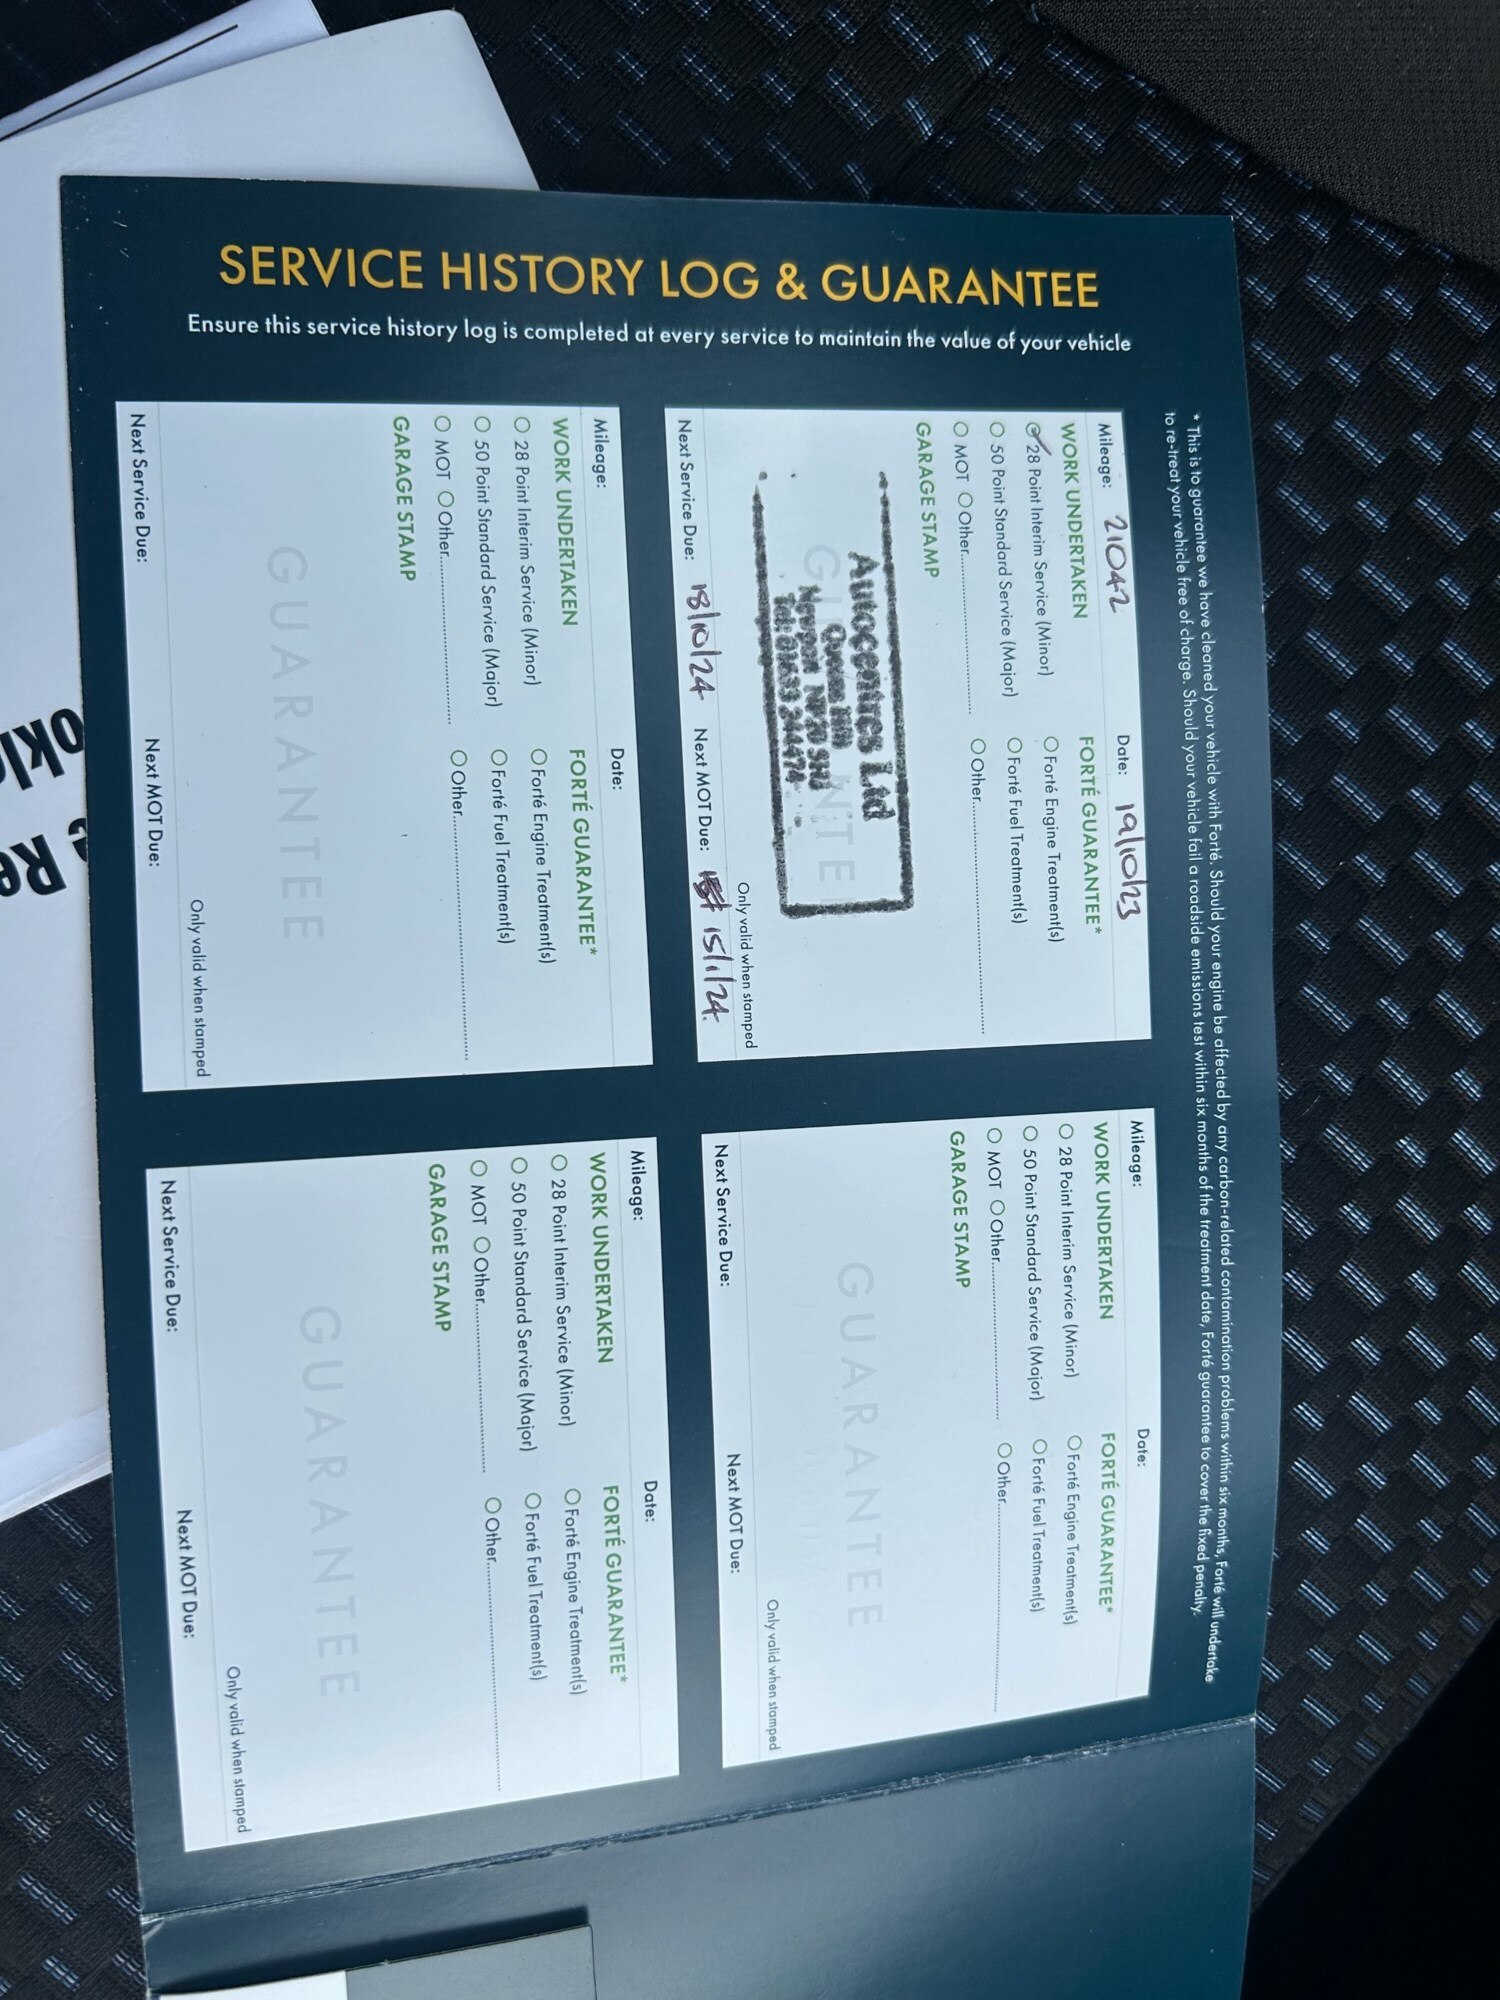 SERVICE HISTORY LOG & GUARANTEE
Ensure this service history log is completed at every service to maintain the value of your vehicle
* This is to guarantee we have cleaned your vehicle with Forté. Should your engine be affected by any carbon-related contamination problems within six months, Forté will undertake
to re-treat your vehicle free of charge. Should your vehicle fail a roadside emissions test within six months of the treatment date, Forté guarantee to cover the fixed penalty.
Mileage: 21042 Date: 19/10/23
WORK UNDERTAKEN FORTÉ GUARANTEE*
28 Point Interim Service (Minor) Forté Engine Treatment(s)
50 Point Standard Service (Major) Forté Fuel Treatment(s)
MOT Other.................... Other....................
GARAGE STAMP
Autocentres Ltd
Queen Hill
Newport NP20 5HJ
Tel: 01633 244474
Only valid when stamped
Next Service Due: 18/10/24 Next MOT Due: 15/1/24.
Mileage: Date:
WORK UNDERTAKEN FORTÉ GUARANTEE*
28 Point Interim Service (Minor) Forté Engine Treatment(s)
50 Point Standard Service (Major) Forté Fuel Treatment(s)
MOT Other.................... Other....................
GARAGE STAMP
GUARANTEE
Only valid when stamped
Next Service Due: Next MOT Due:
Mileage: Date:
WORK UNDERTAKEN FORTÉ GUARANTEE*
28 Point Interim Service (Minor) Forté Engine Treatment(s)
50 Point Standard Service (Major) Forté Fuel Treatment(s)
MOT Other.................... Other....................
GARAGE STAMP
GUARANTEE
Only valid when stamped
Next Service Due: Next MOT Due:
Mileage: Date:
WORK UNDERTAKEN FORTÉ GUARANTEE*
28 Point Interim Service (Minor) Forté Engine Treatment(s)
50 Point Standard Service (Major) Forté Fuel Treatment(s)
MOT Other.................... Other....................
GARAGE STAMP
GUARANTEE
Only valid when stamped
Next Service Due: Next MOT Due: